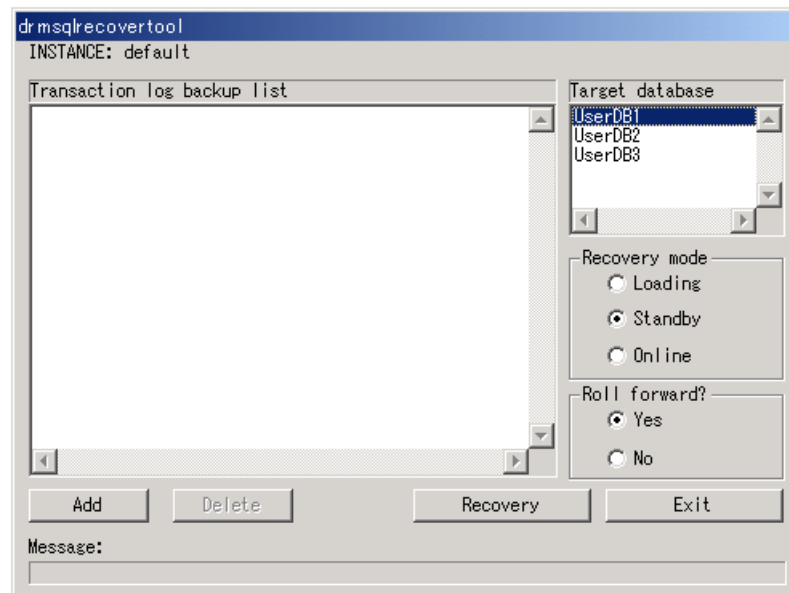 drmsqlrecovertool
INSTANCE: default
Transaction log backup list
Target database
UserDB1
UserDB2
UserDB3
Recovery mode
Loading
Standby
Online
Roll forward?
Yes
No
Add
Delete
Recovery
Exit
Message: